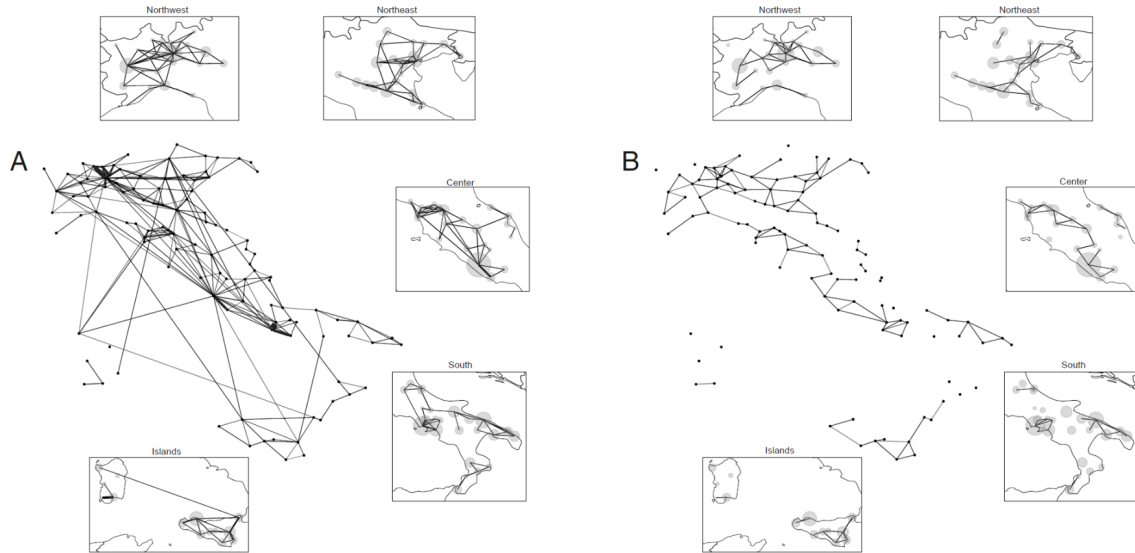 Northwest
Northeast
A
Center
South
Islands
Northwest
Northeast
B
Center
South
Islands